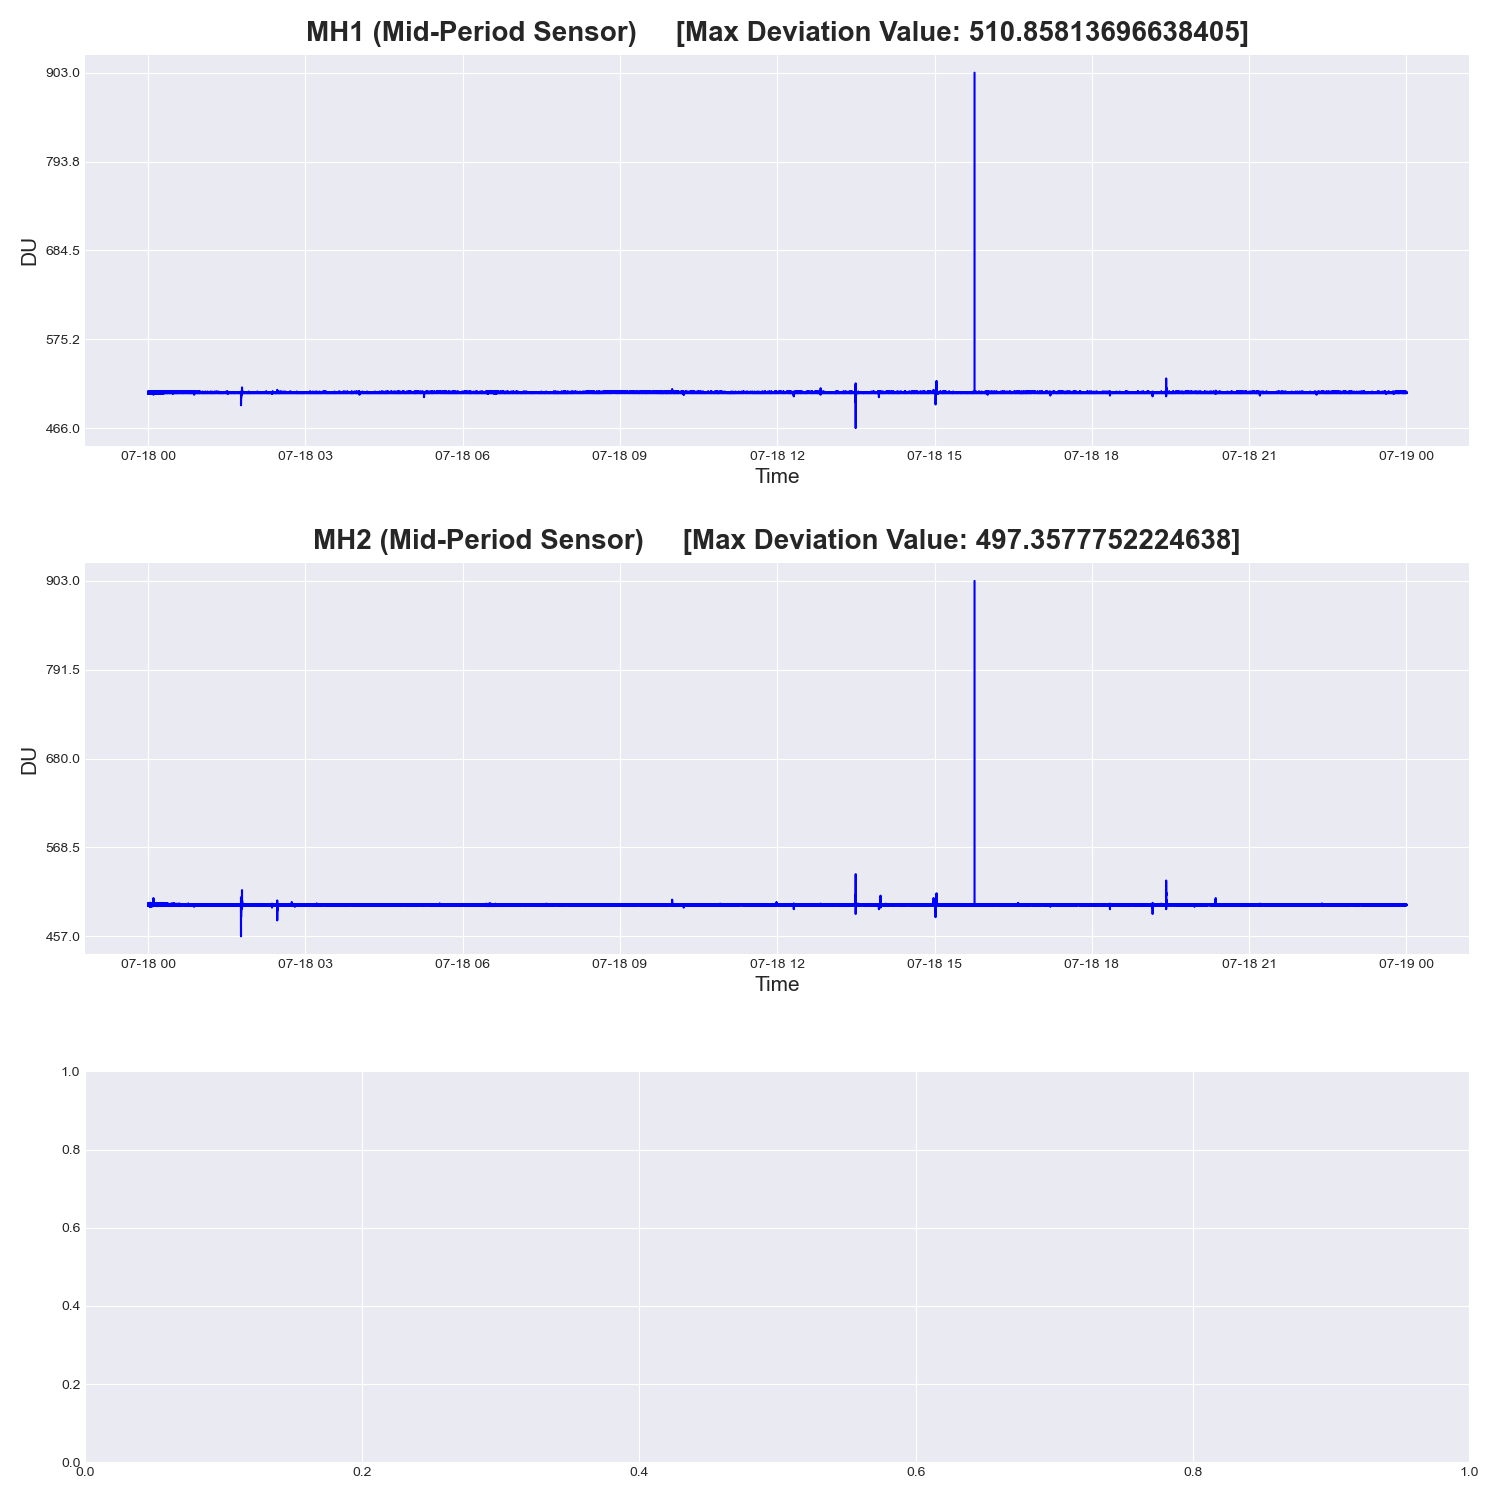 MH1 (Mid-Period Sensor) [Max Deviation Value: 510.85813696638405]
903.0
793.8
684.5
575.2
466.0
DU
07-18 00 07-18 03 07-18 06 07-18 09 07-18 12 07-18 15 07-18 18 07-18 21 07-19 00
Time
MH2 (Mid-Period Sensor) [Max Deviation Value: 497.3577752224638]
903.0
791.5
680.0
568.5
457.0
DU
07-18 00 07-18 03 07-18 06 07-18 09 07-18 12 07-18 15 07-18 18 07-18 21 07-19 00
Time
1.0
0.8
0.6
0.4
0.2
0.0
0.0 0.2 0.4 0.6 0.8 1.0